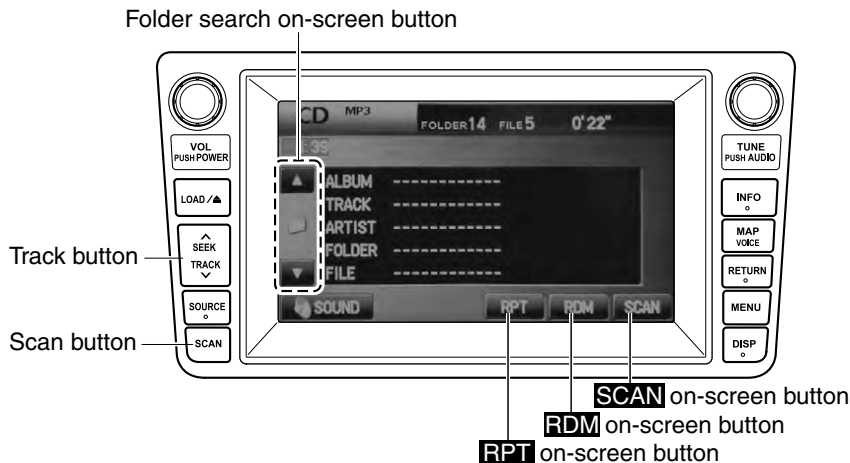 Folder search on-screen button
CD MP3 FOLDER14 FILE5 0'22"
39
VOL
PUSH POWER
LOAD/⏏
SEEK
TRACK
SOURCE
SCAN
Track button
Scan button
ALBUM ------------
TRACK ------------
ARTIST ------------
FOLDER ------------
FILE ------------
SOUND RPT RDM SCAN
TUNE
PUSH AUDIO
INFO
MAP
VOICE
RETURN
MENU
DISP
SCAN on-screen button
RDM on-screen button
RPT on-screen button